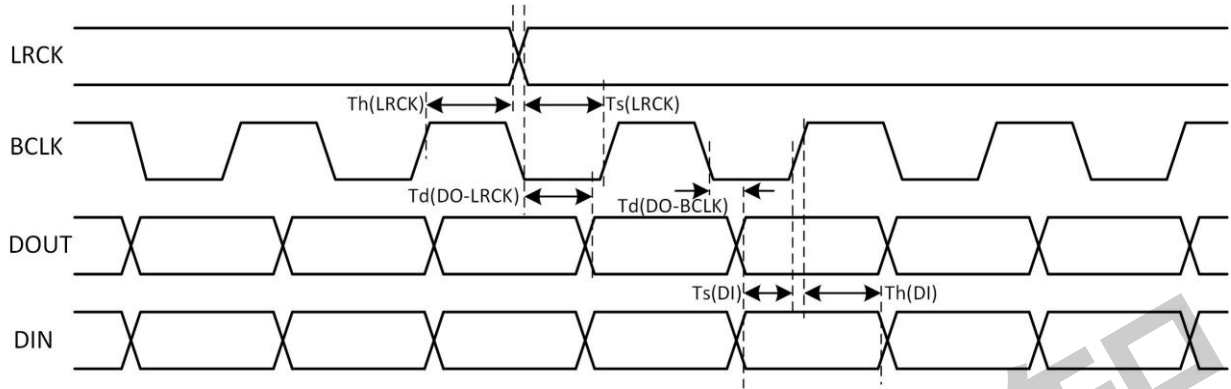 LRCK
Th(LRCK) Ts(LRCK)
BCLK
Td(DO-LRCK) Td(DO-BCLK)
DOUT
Ts(DI) Th(DI)
DIN